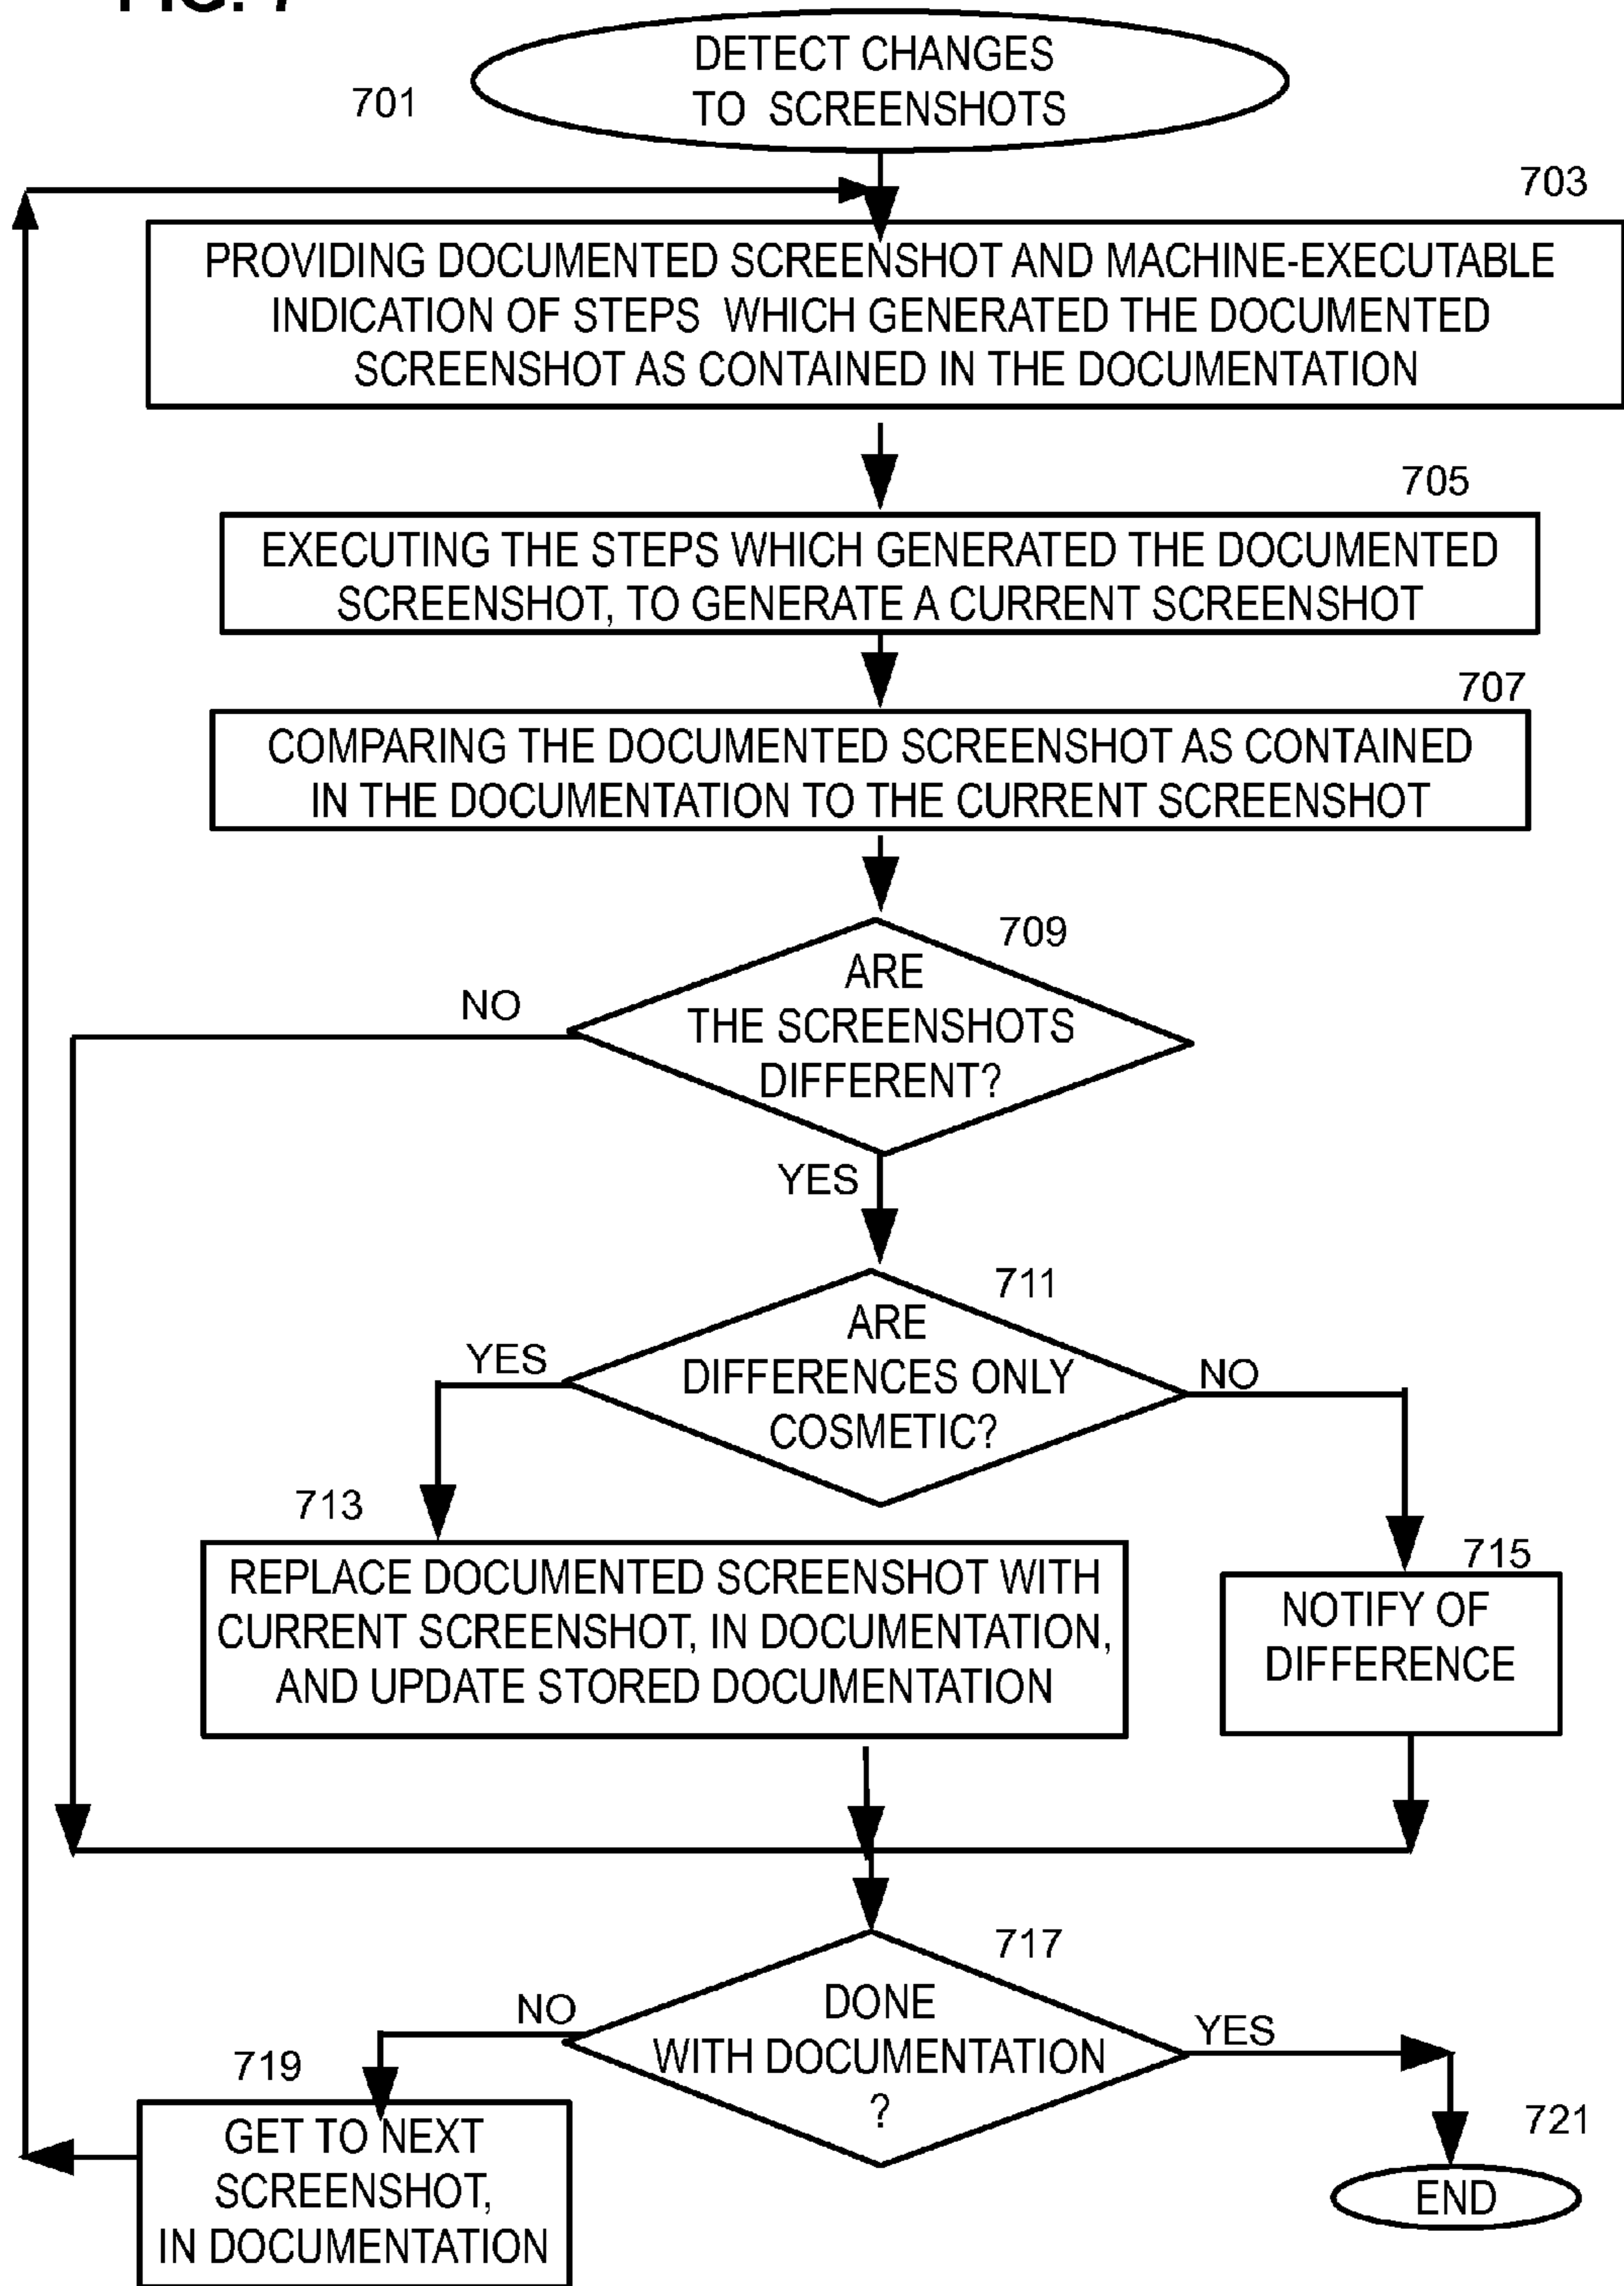 FIG. 7
DETECT CHANGES
TO SCREENSHOTS
701
703
PROVIDING DOCUMENTED SCREENSHOT AND MACHINE-EXECUTABLE
INDICATION OF STEPS WHICH GENERATED THE DOCUMENTED
SCREENSHOT AS CONTAINED IN THE DOCUMENTATION
705
EXECUTING THE STEPS WHICH GENERATED THE DOCUMENTED
SCREENSHOT, TO GENERATE A CURRENT SCREENSHOT
707
COMPARING THE DOCUMENTED SCREENSHOT AS CONTAINED
IN THE DOCUMENTATION TO THE CURRENT SCREENSHOT
709
ARE
THE SCREENSHOTS
DIFFERENT?
NO
YES
711
ARE
DIFFERENCES ONLY
COSMETIC?
YES
NO
713
REPLACE DOCUMENTED SCREENSHOT WITH
CURRENT SCREENSHOT, IN DOCUMENTATION,
AND UPDATE STORED DOCUMENTATION
715
NOTIFY OF
DIFFERENCE
717
DONE
WITH DOCUMENTATION
?
NO
YES
719
GET TO NEXT
SCREENSHOT,
IN DOCUMENTATION
721
END